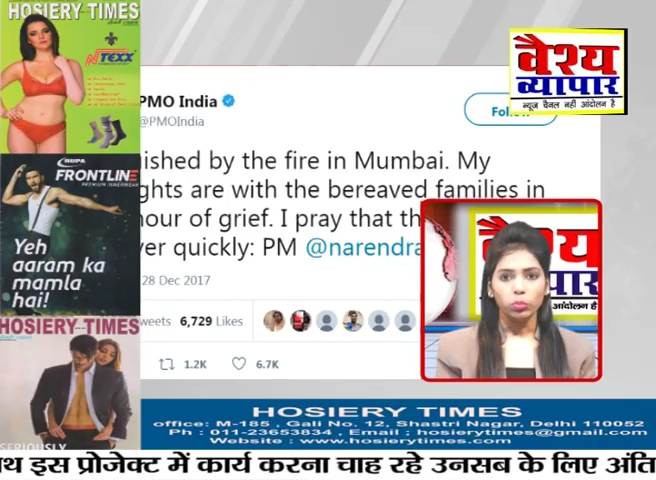 HOSIERY TIMES
NTEXX
RUPA
FRONTLINE
PREMIUM INNERWEAR
Yeh
aaram ka
mamla
hai!
HOSIERY TIMES
SERIOUSLY
वैश्य
व्यापार
न्यूज चैनल नहीं आंदोलन है
PMO India
@PMOIndia
Follo
uished by the fire in Mumbai. My
ghts are with the bereaved families in
hour of grief. I pray that th
ver quickly: PM @narendra
28 Dec 2017
weets 6,729 Likes
1.2K 6.7K
वैश्य
व्यापार
आंदोलन है
HOSIERY TIMES
office: M-185 , Gali No. 12, Shastri Nagar, Delhi 110052
Ph : 011-23653834 , Email : hosierytimes@gmail.com
Website : www.hosierytimes.com
थ इस प्रोजेक्ट में कार्य करना चाह रहे उनसब के लिए अंति